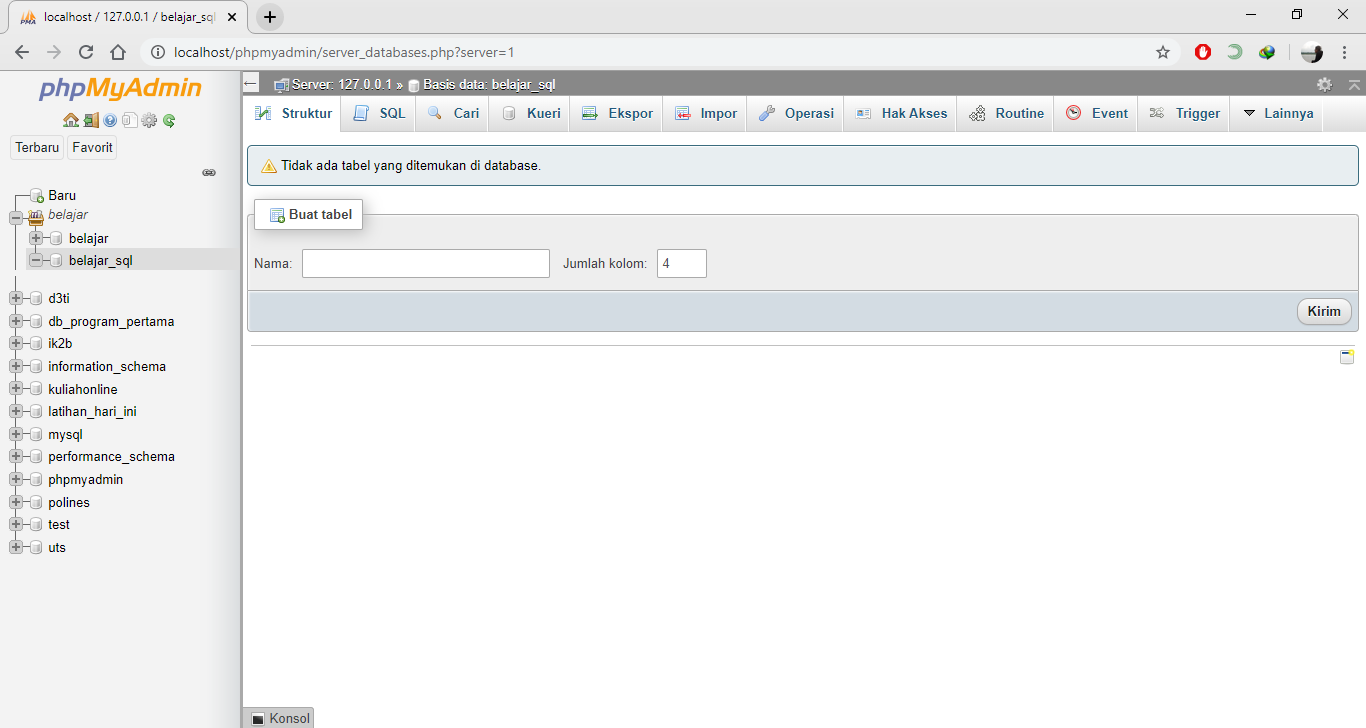 localhost / 127.0.0.1 / belajar_sql
localhost/phpmyadmin/server_databases.php?server=1
phpMyAdmin
Terbaru Favorit
Baru
belajar
belajar
belajar_sql
d3ti
db_program_pertama
ik2b
information_schema
kuliahonline
latihan_hari_ini
mysql
performance_schema
phpmyadmin
polines
test
uts
Server: 127.0.0.1 » Basis data: belajar_sql
Struktur SQL Cari Kueri Ekspor Impor Operasi Hak Akses Routine Event Trigger Lainnya
Tidak ada tabel yang ditemukan di database.
Buat tabel
Nama: Jumlah kolom: 4
Kirim
Konsol